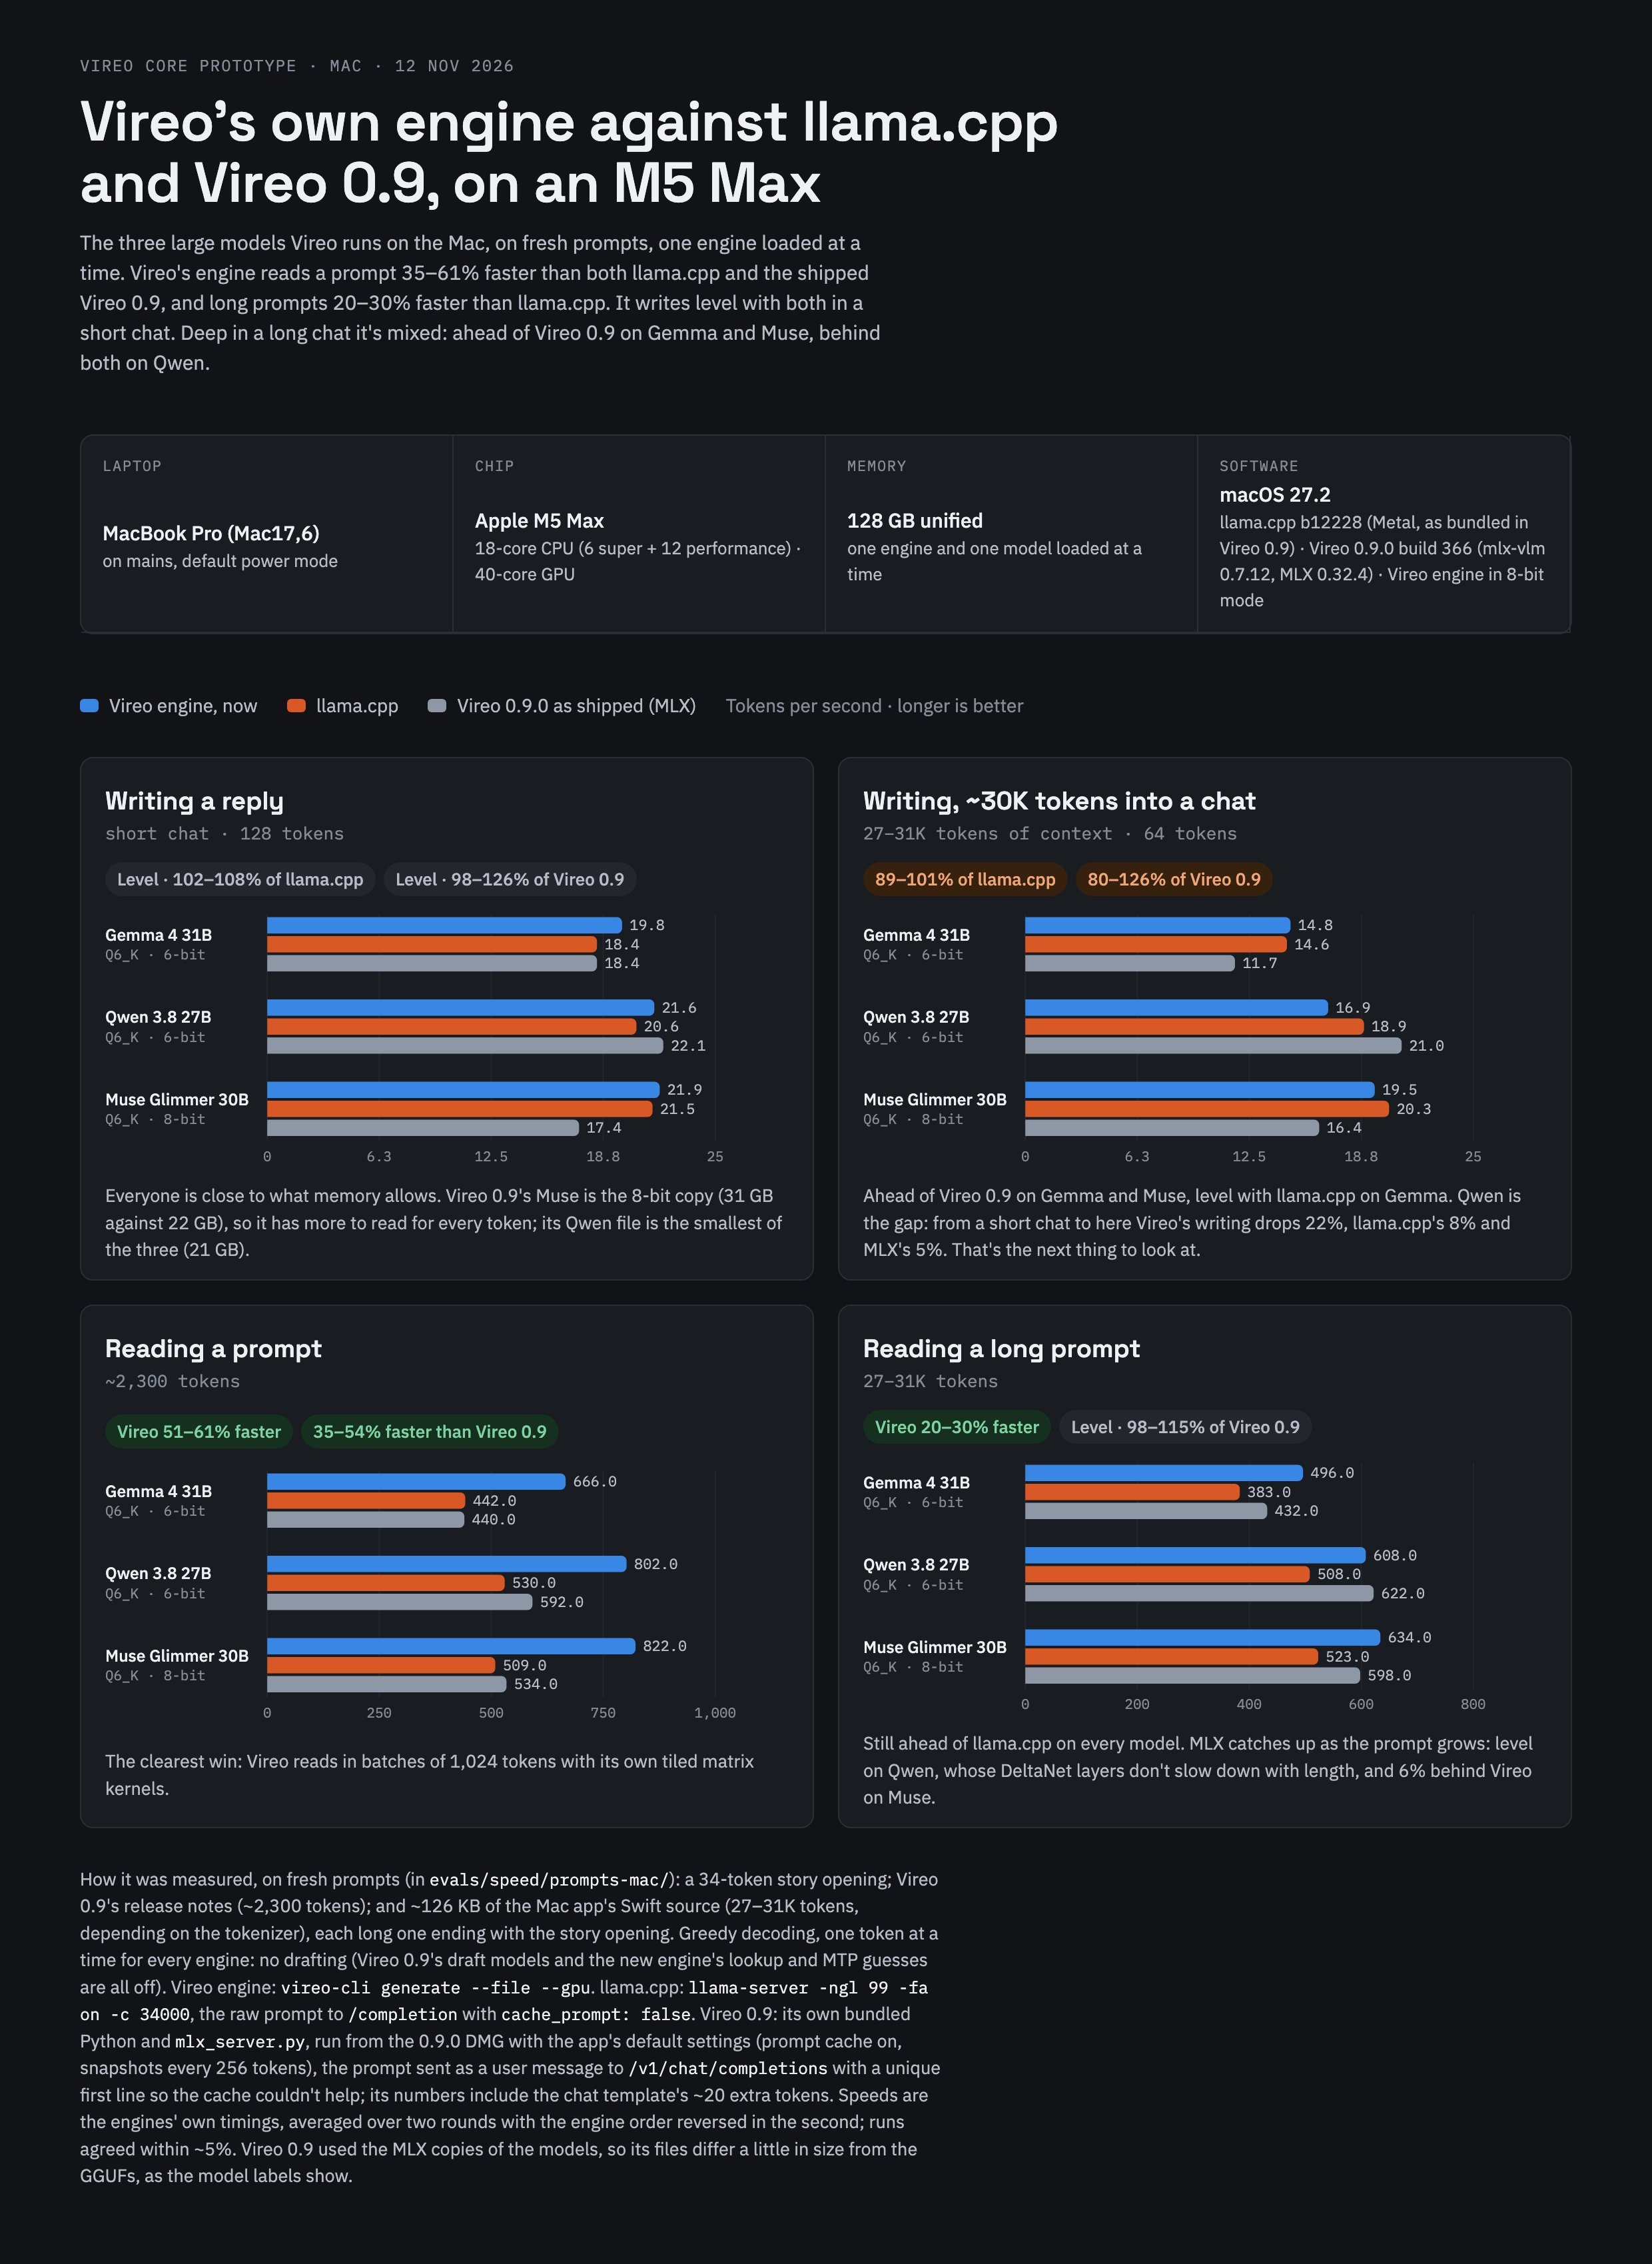 VIREO CORE PROTOTYPE · MAC · 12 NOV 2026
Vireo's own engine against llama.cpp
and Vireo 0.9, on an M5 Max
The three large models Vireo runs on the Mac, on fresh prompts, one engine loaded at a
time. Vireo's engine reads a prompt 35–61% faster than both llama.cpp and the shipped
Vireo 0.9, and long prompts 20–30% faster than llama.cpp. It writes level with both in a
short chat. Deep in a long chat it's mixed: ahead of Vireo 0.9 on Gemma and Muse, behind
both on Qwen.
LAPTOP
MacBook Pro (Mac17,6)
on mains, default power mode
CHIP
Apple M5 Max
18-core CPU (6 super + 12 performance) ·
40-core GPU
MEMORY
128 GB unified
one engine and one model loaded at a
time
SOFTWARE
macOS 27.2
llama.cpp b12228 (Metal, as bundled in
Vireo 0.9) · Vireo 0.9.0 build 366 (mlx-vlm
0.7.12, MLX 0.32.4) · Vireo engine in 8-bit
mode
Vireo engine, now llama.cpp Vireo 0.9.0 as shipped (MLX) Tokens per second · longer is better
Writing a reply
short chat · 128 tokens
Level · 102–108% of llama.cpp Level · 98–126% of Vireo 0.9
Gemma 4 31B
Q6_K · 6-bit
19.8
18.4
18.4
Qwen 3.8 27B
Q6_K · 6-bit
21.6
20.6
22.1
Muse Glimmer 30B
Q6_K · 8-bit
21.9
21.5
17.4
0 6.3 12.5 18.8 25
Everyone is close to what memory allows. Vireo 0.9's Muse is the 8-bit copy (31 GB
against 22 GB), so it has more to read for every token; its Qwen file is the smallest of
the three (21 GB).
Writing, ~30K tokens into a chat
27–31K tokens of context · 64 tokens
89–101% of llama.cpp 80–126% of Vireo 0.9
Gemma 4 31B
Q6_K · 6-bit
14.8
14.6
11.7
Qwen 3.8 27B
Q6_K · 6-bit
16.9
18.9
21.0
Muse Glimmer 30B
Q6_K · 8-bit
19.5
20.3
16.4
0 6.3 12.5 18.8 25
Ahead of Vireo 0.9 on Gemma and Muse, level with llama.cpp on Gemma. Qwen is
the gap: from a short chat to here Vireo's writing drops 22%, llama.cpp's 8% and
MLX's 5%. That's the next thing to look at.
Reading a prompt
~2,300 tokens
Vireo 51–61% faster 35–54% faster than Vireo 0.9
Gemma 4 31B
Q6_K · 6-bit
666.0
442.0
440.0
Qwen 3.8 27B
Q6_K · 6-bit
802.0
530.0
592.0
Muse Glimmer 30B
Q6_K · 8-bit
822.0
509.0
534.0
0 250 500 750 1,000
The clearest win: Vireo reads in batches of 1,024 tokens with its own tiled matrix
kernels.
Reading a long prompt
27–31K tokens
Vireo 20–30% faster Level · 98–115% of Vireo 0.9
Gemma 4 31B
Q6_K · 6-bit
496.0
383.0
432.0
Qwen 3.8 27B
Q6_K · 6-bit
608.0
508.0
622.0
Muse Glimmer 30B
Q6_K · 8-bit
634.0
523.0
598.0
0 200 400 600 800
Still ahead of llama.cpp on every model. MLX catches up as the prompt grows: level
on Qwen, whose DeltaNet layers don't slow down with length, and 6% behind Vireo
on Muse.
How it was measured, on fresh prompts (in evals/speed/prompts-mac/): a 34-token story opening; Vireo
0.9's release notes (~2,300 tokens); and ~126 KB of the Mac app's Swift source (27–31K tokens,
depending on the tokenizer), each long one ending with the story opening. Greedy decoding, one token at a
time for every engine: no drafting (Vireo 0.9's draft models and the new engine's lookup and MTP guesses
are all off). Vireo engine: vireo-cli generate --file --gpu. llama.cpp: llama-server -ngl 99 -fa
on -c 34000, the raw prompt to /completion with cache_prompt: false. Vireo 0.9: its own bundled
Python and mlx_server.py, run from the 0.9.0 DMG with the app's default settings (prompt cache on,
snapshots every 256 tokens), the prompt sent as a user message to /v1/chat/completions with a unique
first line so the cache couldn't help; its numbers include the chat template's ~20 extra tokens. Speeds are
the engines' own timings, averaged over two rounds with the engine order reversed in the second; runs
agreed within ~5%. Vireo 0.9 used the MLX copies of the models, so its files differ a little in size from the
GGUFs, as the model labels show.